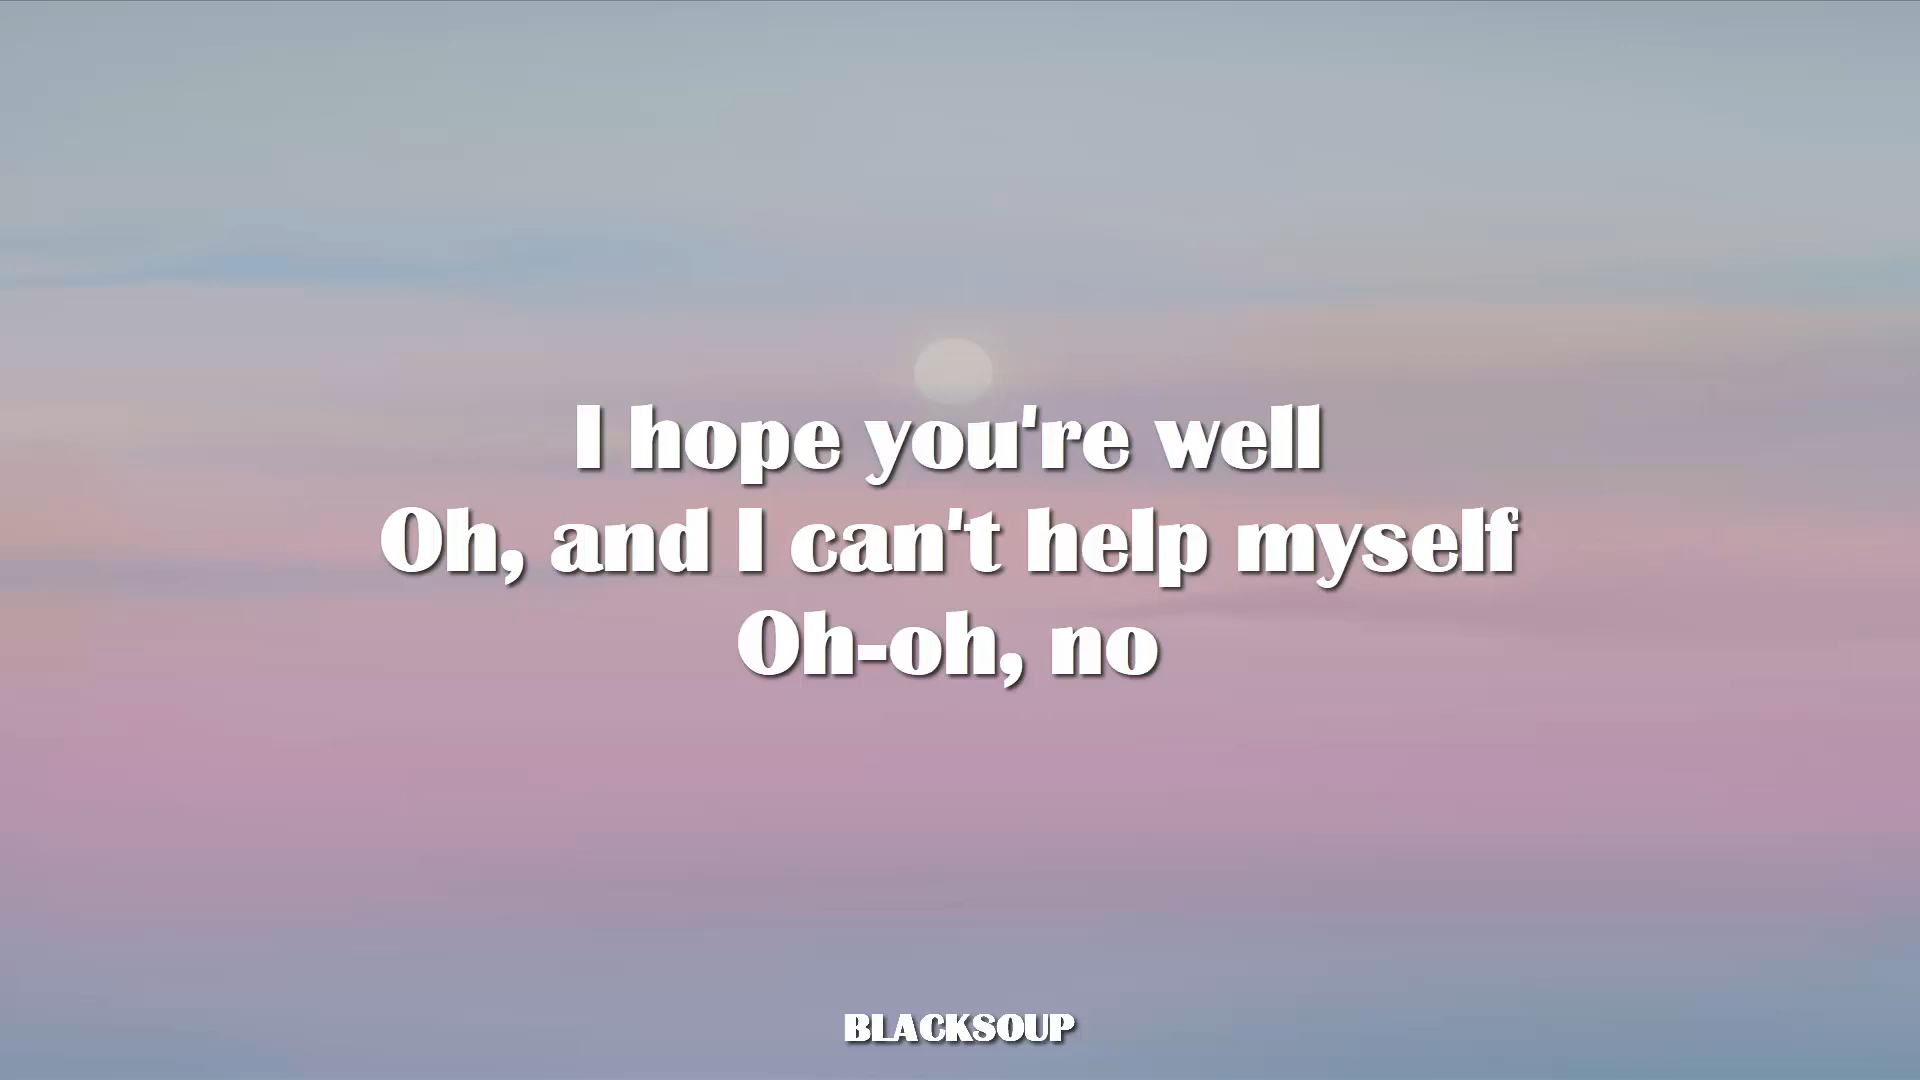 I hope you're well
Oh, and I can't help myself
Oh-oh, no
BLACKSOUP